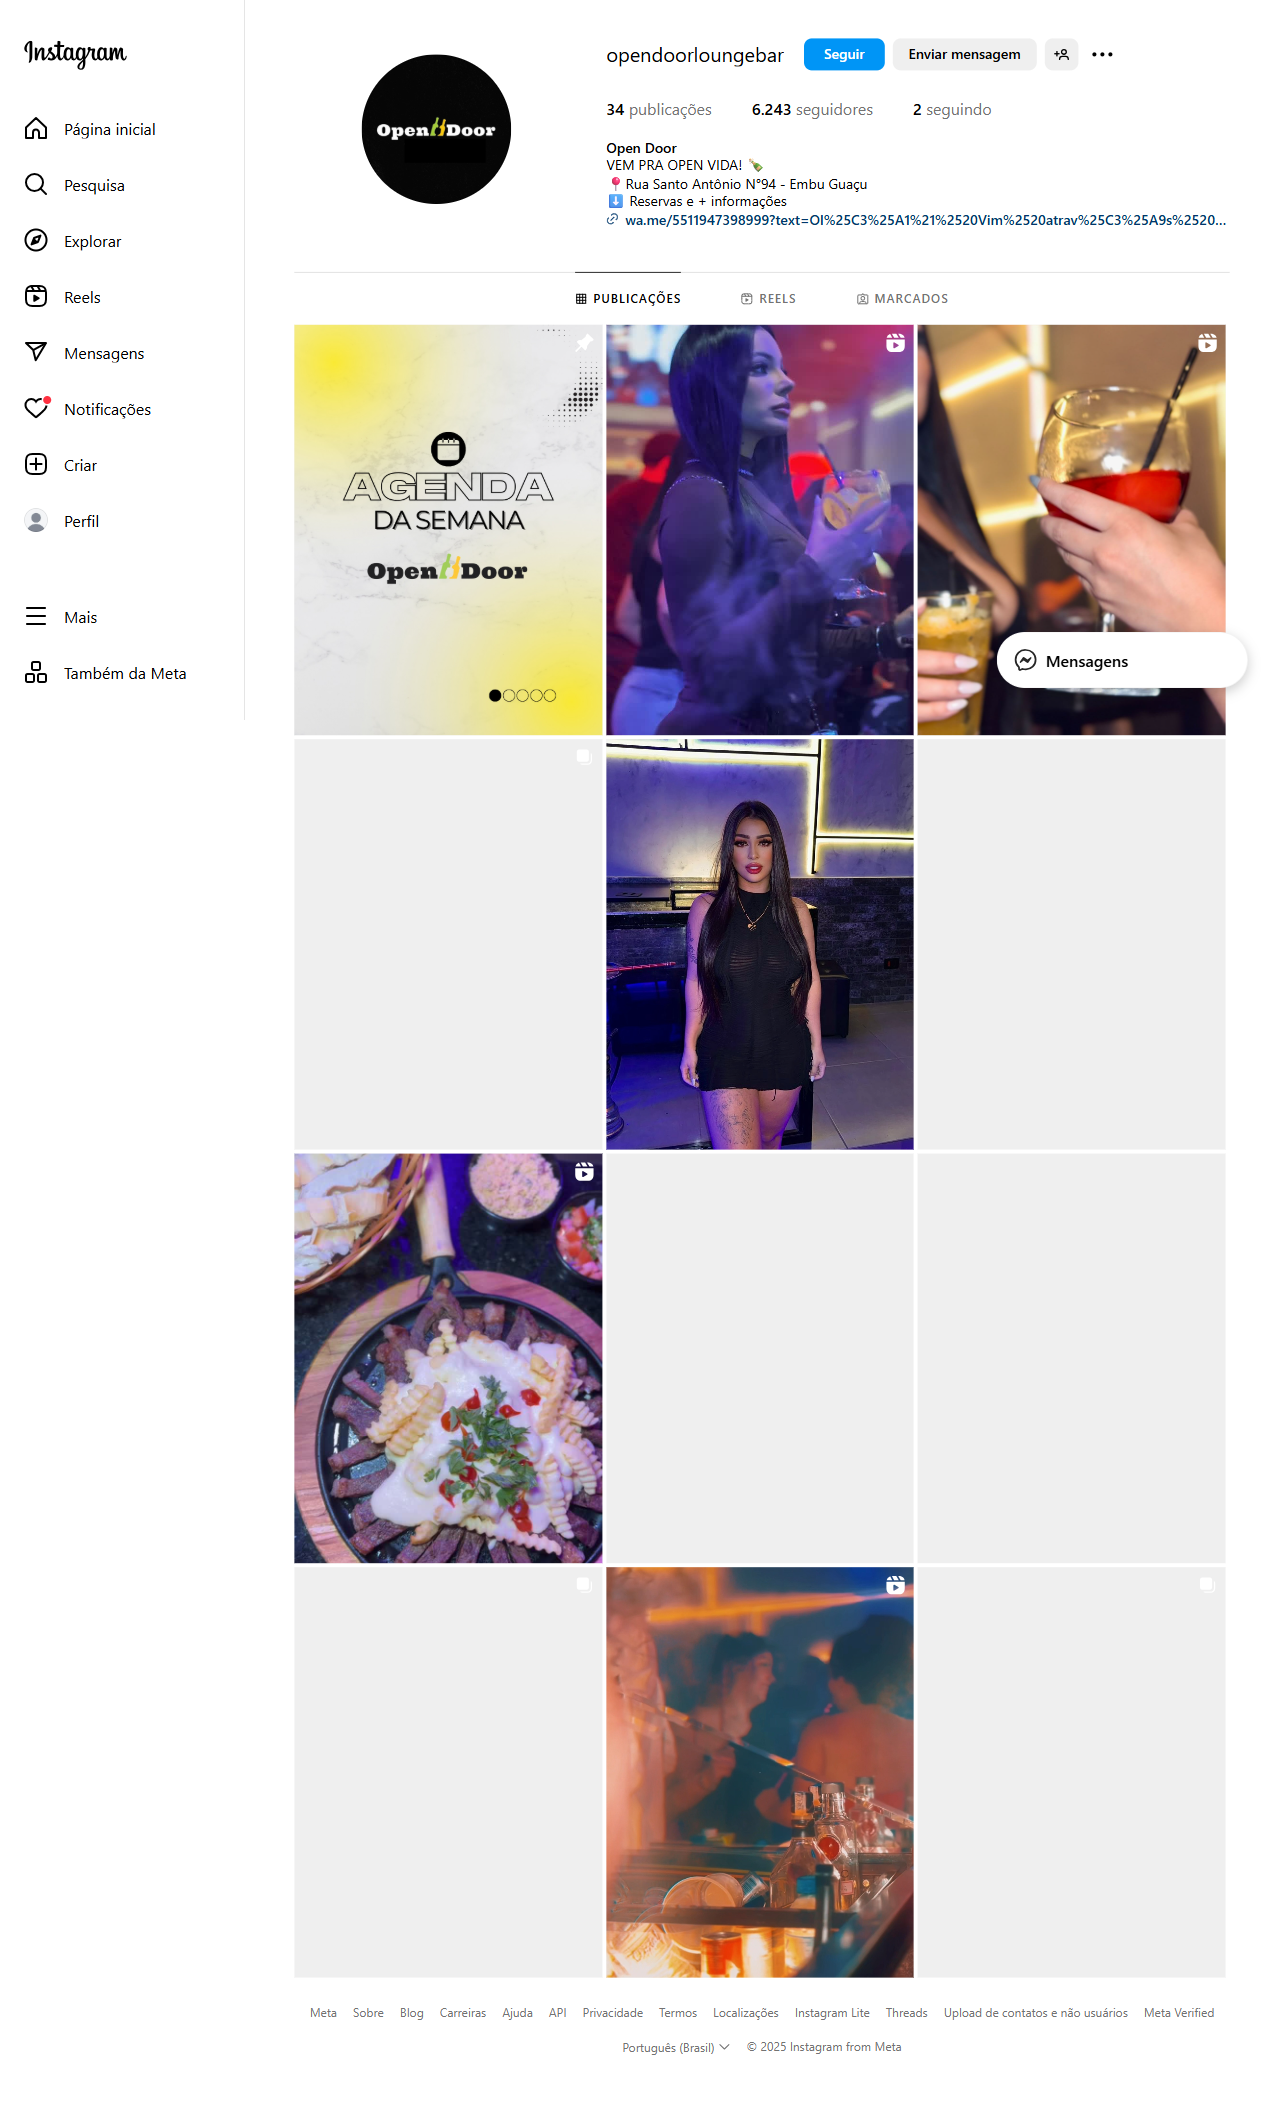 Instagram
Página inicial
Pesquisa
Explorar
Reels
Mensagens
Notificações
Criar
Perfil
Mais
Também da Meta
Open Door
opendoorloungebar
Seguir
Enviar mensagem
34 publicações
6.243 seguidores
2 seguindo
Open Door
VEM PRA OPEN VIDA! 🍾
📍Rua Santo Antônio N°94 - Embu Guaçu
⬇️ Reservas e + informações
wa.me/5511947398999?text=Ol%25C3%25A1%21%2520Vim%2520atrav%25C3%25A9s%2520...
PUBLICAÇÕES
REELS
MARCADOS
AGENDA
DA SEMANA
Open Door
Mensagens
Meta
Sobre
Blog
Carreiras
Ajuda
API
Privacidade
Termos
Localizações
Instagram Lite
Threads
Upload de contatos e não usuários
Meta Verified
Português (Brasil)
© 2025 Instagram from Meta